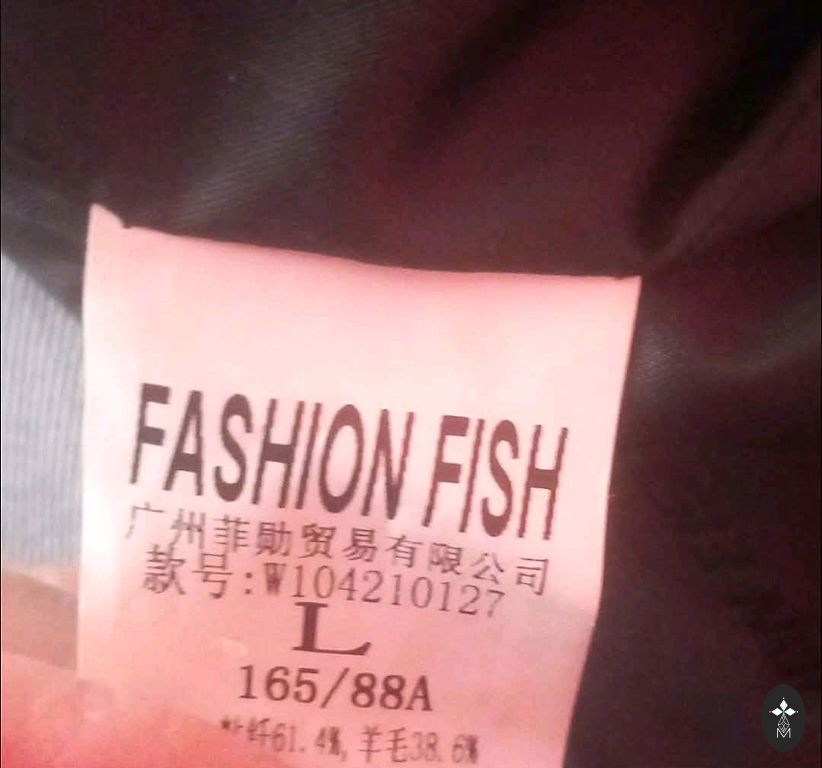 FASHION FISH
广州菲勋贸易有限公司
款号:W104210127
L
165/88A
纤61.4%,羊毛38.6%
M